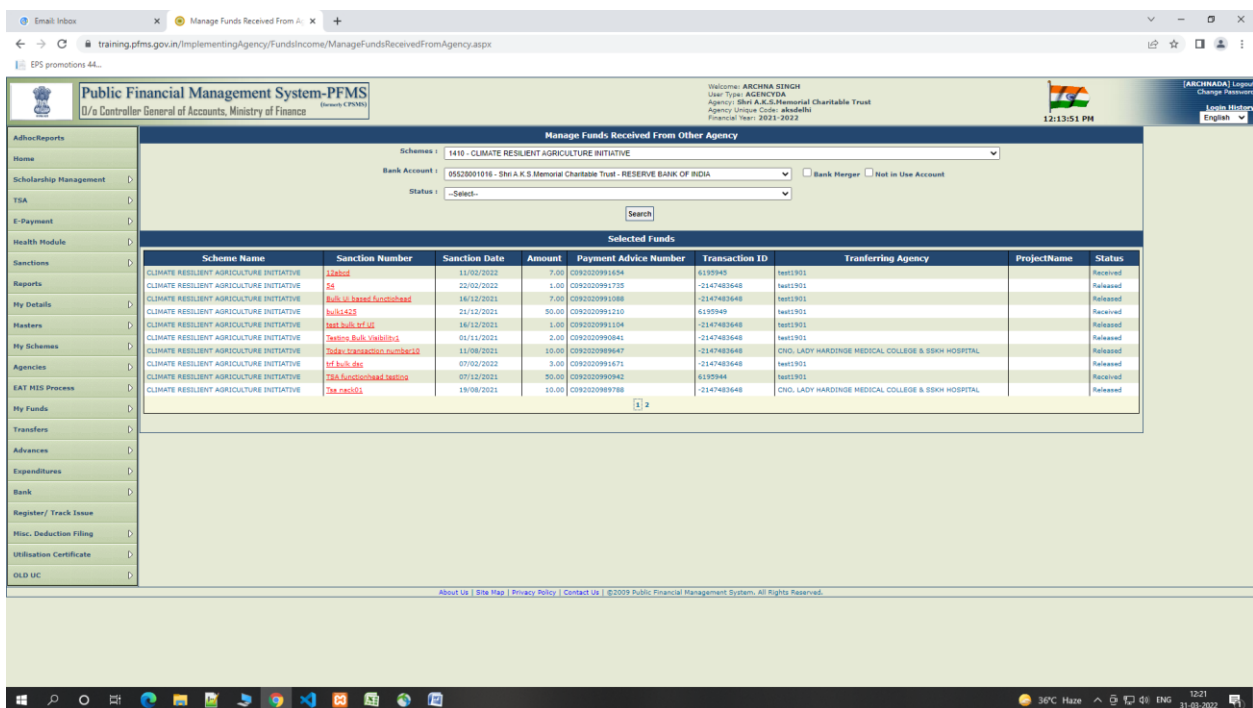 Email: Inbox
Manage Funds Received From Ag
training.pfms.gov.in/ImplementingAgency/FundsIncome/ManageFundsReceivedFromAgency.aspx
EPS promotions 44...
Public Financial Management System-PFMS
(formerly CPSMS)
O/o Controller General of Accounts, Ministry of Finance
Welcome: ARCHNA SINGH
User Type: AGENCYDA
Agency: Shri A.K.S.Memorial Charitable Trust
Agency Unique Code: aksdelhi
Financial Year: 2021-2022
12:13:51 PM
[ARCHNADA] Logout
Change Password
Login History
English
AdhocReports
Home
Scholarship Management
TSA
E-Payment
Health Module
Sanctions
Reports
My Details
Masters
My Schemes
Agencies
EAT MIS Process
My Funds
Transfers
Advances
Expenditures
Bank
Register/ Track Issue
Misc. Deduction Filing
Utilisation Certificate
OLD UC
Manage Funds Received From Other Agency
Schemes : 1410 - CLIMATE RESILIENT AGRICULTURE INITIATIVE
Bank Account : 05528001016 - Shri A.K.S.Memorial Charitable Trust - RESERVE BANK OF INDIA Bank Merger Not in Use Account
Status : --Select--
Search
Selected Funds
Scheme Name Sanction Number Sanction Date Amount Payment Advice Number Transaction ID Tranferring Agency ProjectName Status
CLIMATE RESILIENT AGRICULTURE INITIATIVE 12abcd 11/02/2022 7.00 C092020991654 6195945 test1901 Received
CLIMATE RESILIENT AGRICULTURE INITIATIVE 54 22/02/2022 1.00 C092020991735 -2147483648 test1901 Released
CLIMATE RESILIENT AGRICULTURE INITIATIVE Bulk UI based functiohead 16/12/2021 7.00 C092020991088 -2147483648 test1901 Released
CLIMATE RESILIENT AGRICULTURE INITIATIVE bulk1425 21/12/2021 50.00 C092020991210 6195949 test1901 Received
CLIMATE RESILIENT AGRICULTURE INITIATIVE test bulk trf UI 16/12/2021 1.00 C092020991104 -2147483648 test1901 Released
CLIMATE RESILIENT AGRICULTURE INITIATIVE Testing Bulk Visibility1 01/11/2021 2.00 C092020990841 -2147483648 test1901 Released
CLIMATE RESILIENT AGRICULTURE INITIATIVE Today transaction number10 11/08/2021 10.00 C092020989647 -2147483648 CNO, LADY HARDINGE MEDICAL COLLEGE & SSKH HOSPITAL Released
CLIMATE RESILIENT AGRICULTURE INITIATIVE trf bulk dsc 07/02/2022 3.00 C092020991671 -2147483648 test1901 Released
CLIMATE RESILIENT AGRICULTURE INITIATIVE TSA functionhead testing 07/12/2021 50.00 C092020990942 6195944 test1901 Received
CLIMATE RESILIENT AGRICULTURE INITIATIVE Tsa nack01 19/08/2021 10.00 C092020989788 -2147483648 CNO, LADY HARDINGE MEDICAL COLLEGE & SSKH HOSPITAL Released
1 2
About Us | Site Map | Privacy Policy | Contact Us | ©2009 Public Financial Management System. All Rights Reserved.
36°C Haze ENG 12:21
31-03-2022